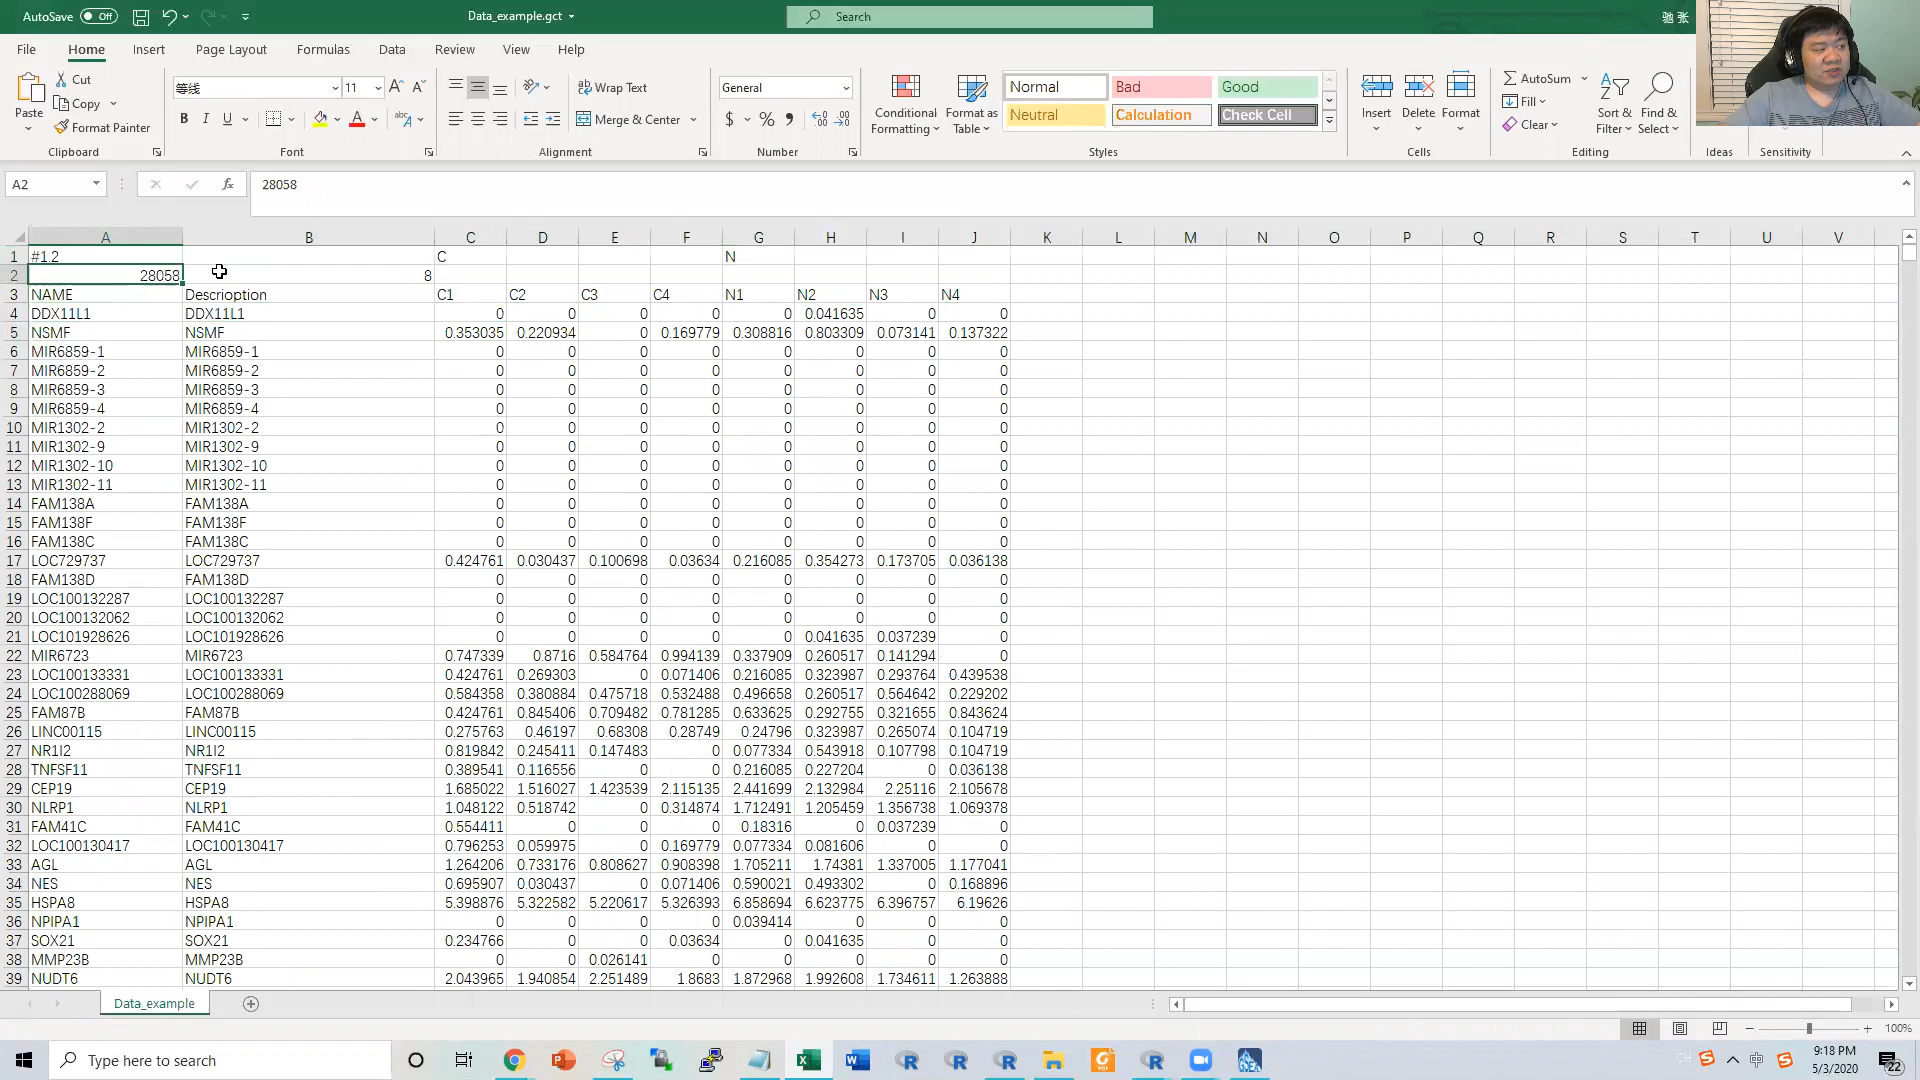 AutoSave Off Data_example.gct Search 驰 张
File Home Insert Page Layout Formulas Data Review View Help
Paste Cut Copy Format Painter Clipboard
等线 11 Font
Wrap Text Merge & Center Alignment
General Number
Conditional Formatting Format as Table
Normal Bad Good
Neutral Calculation Check Cell
Styles
Insert Delete Format Cells
AutoSum Fill Clear Sort & Filter Find & Select Editing
Ideas Sensitivity
A2 fx 28058
A B C D E F G H I J K L M N O P Q R S T U V
1 #1.2 C N
2 28058 8
3 NAME Descrioption C1 C2 C3 C4 N1 N2 N3 N4
4 DDX11L1 DDX11L1 0 0 0 0 0 0.041635 0 0
5 NSMF NSMF 0.353035 0.220934 0 0.169779 0.308816 0.803309 0.073141 0.137322
6 MIR6859-1 MIR6859-1 0 0 0 0 0 0 0 0
7 MIR6859-2 MIR6859-2 0 0 0 0 0 0 0 0
8 MIR6859-3 MIR6859-3 0 0 0 0 0 0 0 0
9 MIR6859-4 MIR6859-4 0 0 0 0 0 0 0 0
10 MIR1302-2 MIR1302-2 0 0 0 0 0 0 0 0
11 MIR1302-9 MIR1302-9 0 0 0 0 0 0 0 0
12 MIR1302-10 MIR1302-10 0 0 0 0 0 0 0 0
13 MIR1302-11 MIR1302-11 0 0 0 0 0 0 0 0
14 FAM138A FAM138A 0 0 0 0 0 0 0 0
15 FAM138F FAM138F 0 0 0 0 0 0 0 0
16 FAM138C FAM138C 0 0 0 0 0 0 0 0
17 LOC729737 LOC729737 0.424761 0.030437 0.100698 0.03634 0.216085 0.354273 0.173705 0.036138
18 FAM138D FAM138D 0 0 0 0 0 0 0 0
19 LOC100132287 LOC100132287 0 0 0 0 0 0 0 0
20 LOC100132062 LOC100132062 0 0 0 0 0 0 0 0
21 LOC101928626 LOC101928626 0 0 0 0 0 0.041635 0.037239 0
22 MIR6723 MIR6723 0.747339 0.8716 0.584764 0.994139 0.337909 0.260517 0.141294 0
23 LOC100133331 LOC100133331 0.424761 0.269303 0 0.071406 0.216085 0.323987 0.293764 0.439538
24 LOC100288069 LOC100288069 0.584358 0.380884 0.475718 0.532488 0.496658 0.260517 0.564642 0.229202
25 FAM87B FAM87B 0.424761 0.845406 0.709482 0.781285 0.633625 0.292755 0.321655 0.843624
26 LINC00115 LINC00115 0.275763 0.46197 0.68308 0.28749 0.24796 0.323987 0.265074 0.104719
27 NR1I2 NR1I2 0.819842 0.245411 0.147483 0 0.077334 0.543918 0.107798 0.104719
28 TNFSF11 TNFSF11 0.389541 0.116556 0 0 0.216085 0.227204 0 0.036138
29 CEP19 CEP19 1.685022 1.516027 1.423539 2.115135 2.441699 2.132984 2.25116 2.105678
30 NLRP1 NLRP1 1.048122 0.518742 0 0.314874 1.712491 1.205459 1.356738 1.069378
31 FAM41C FAM41C 0.554411 0 0 0 0.18316 0 0.037239 0
32 LOC100130417 LOC100130417 0.796253 0.059975 0 0.169779 0.077334 0.081606 0 0
33 AGL AGL 1.264206 0.733176 0.808627 0.908398 1.705211 1.74381 1.337005 1.177041
34 NES NES 0.695907 0.030437 0 0.071406 0.590021 0.493302 0 0.168896
35 HSPA8 HSPA8 5.398876 5.322582 5.220617 5.326393 6.858694 6.623775 6.396757 6.19626
36 NPIPA1 NPIPA1 0 0 0 0 0.039414 0 0 0
37 SOX21 SOX21 0.234766 0 0 0.03634 0 0.041635 0 0
38 MMP23B MMP23B 0 0 0.026141 0 0 0 0 0
39 NUDT6 NUDT6 2.043965 1.940854 2.251489 1.8683 1.872968 1.992608 1.734611 1.263888
Data_example
100%
Type here to search CH 中 9:18 PM
5/3/2020 22